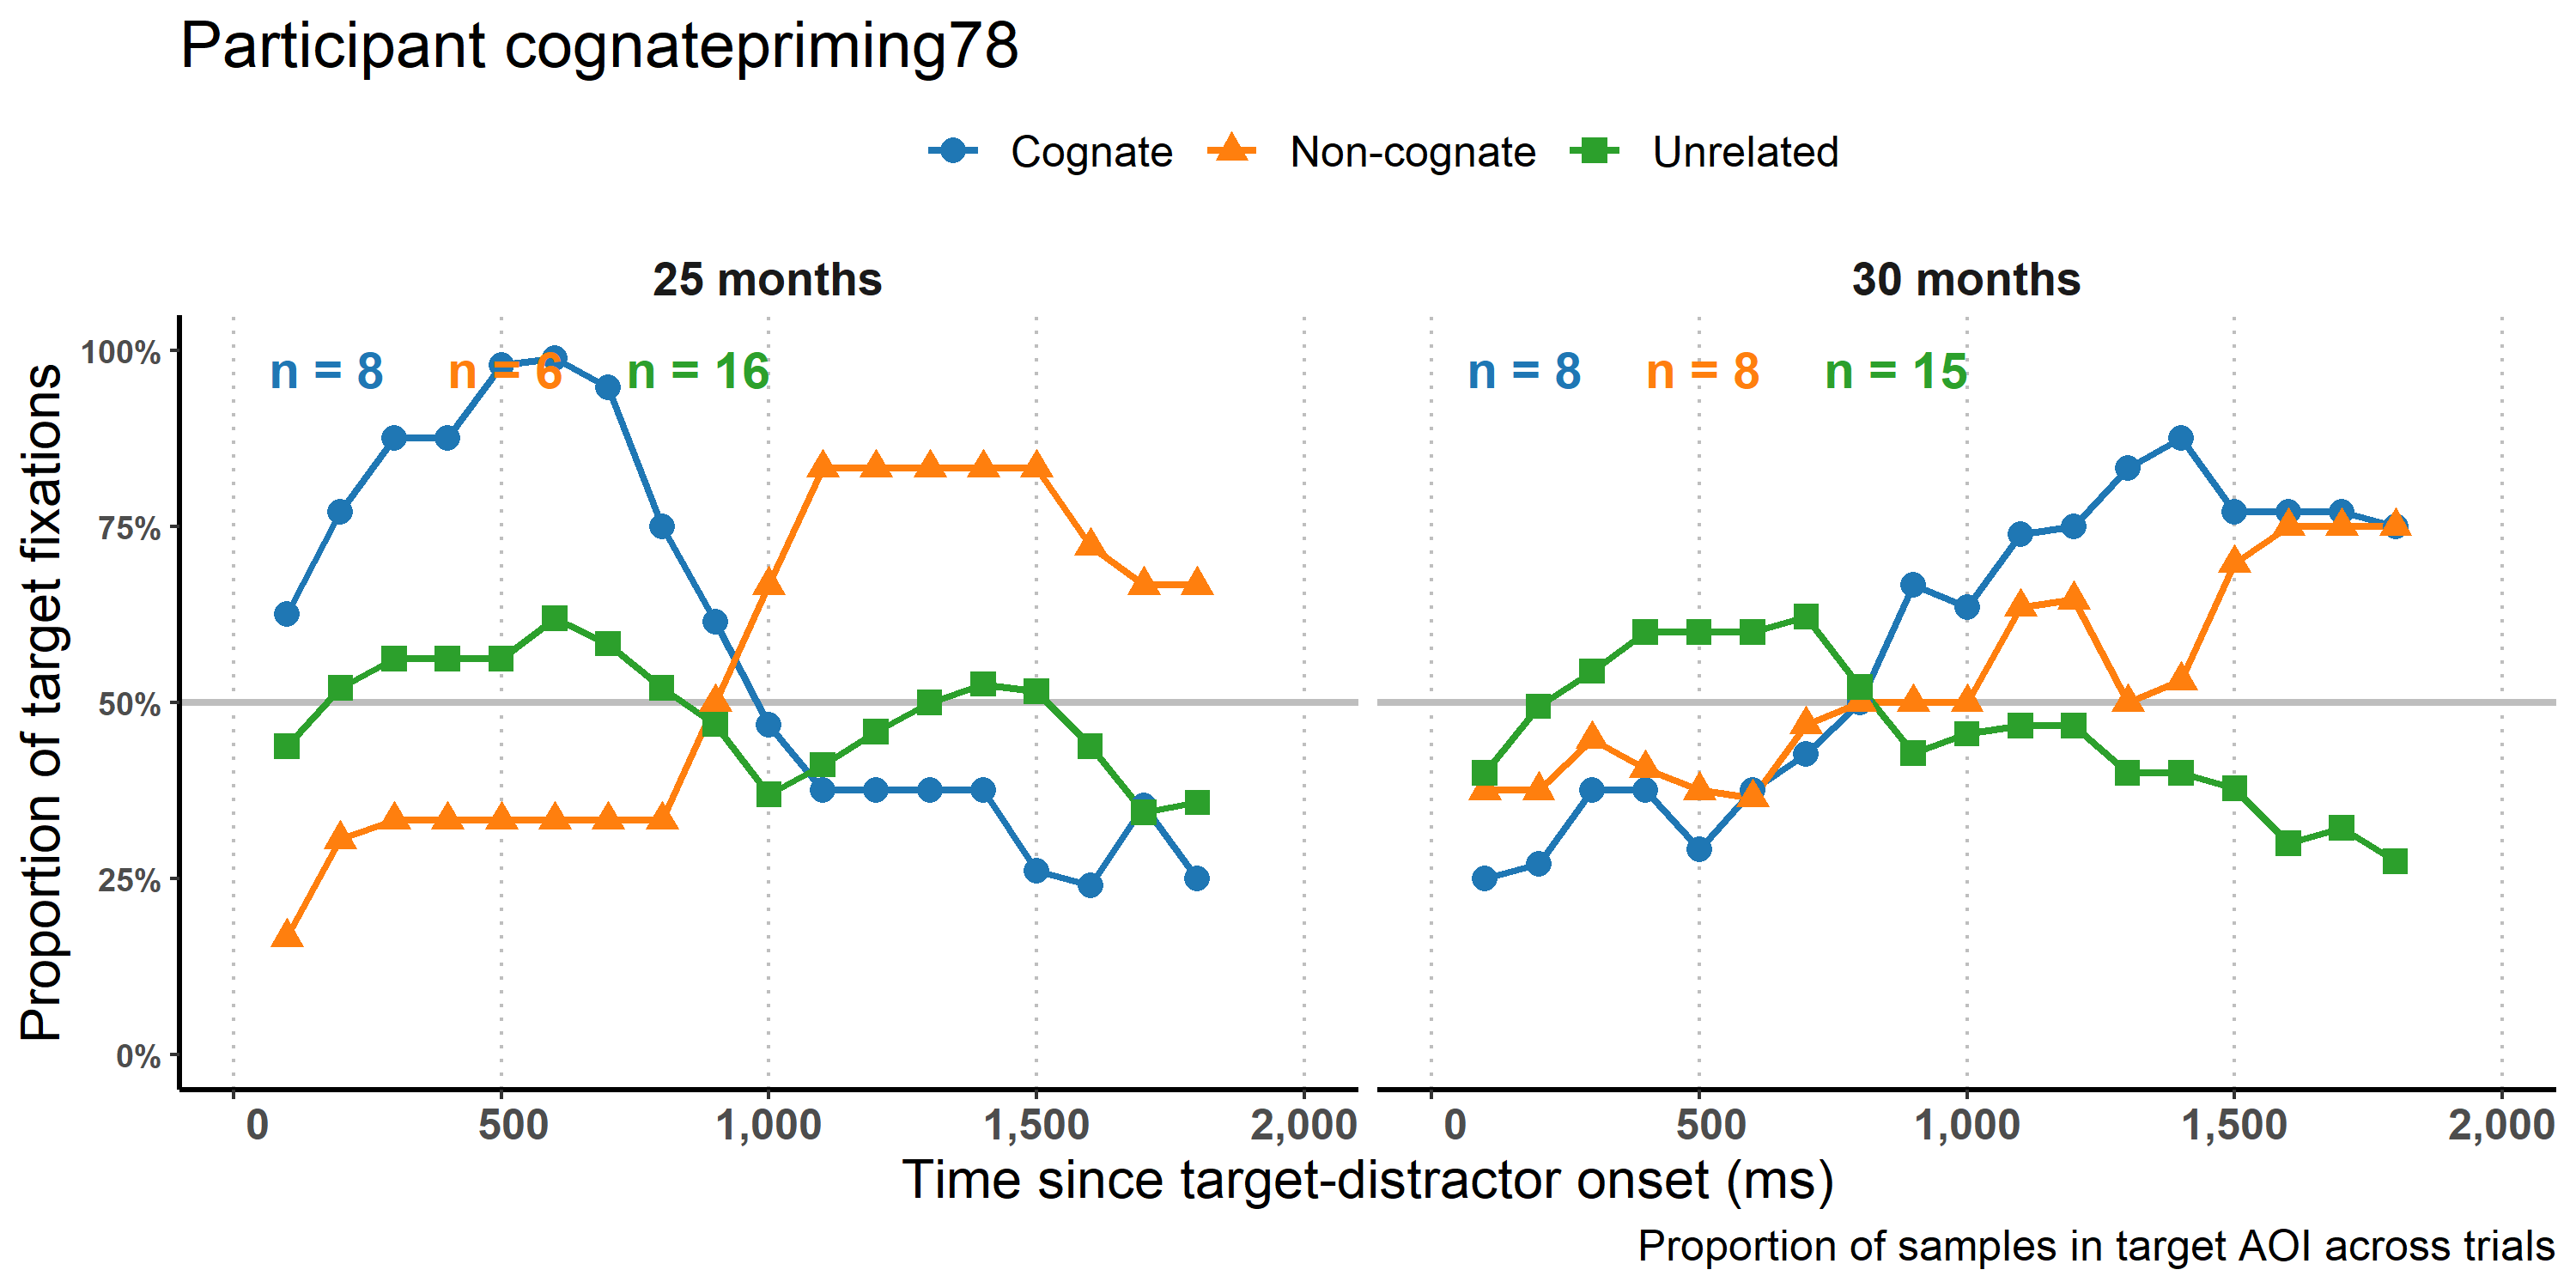 Participant cognatepriming78
Cognate Non-cognate Unrelated
25 months 30 months
n = 8 n = 6 n = 16 n = 8 n = 8 n = 15
100%
75%
50%
25%
0%
Proportion of target fixations
0 500 1,000 1,500 2,000 0 500 1,000 1,500 2,000
Time since target-distractor onset (ms)
Proportion of samples in target AOI across trials